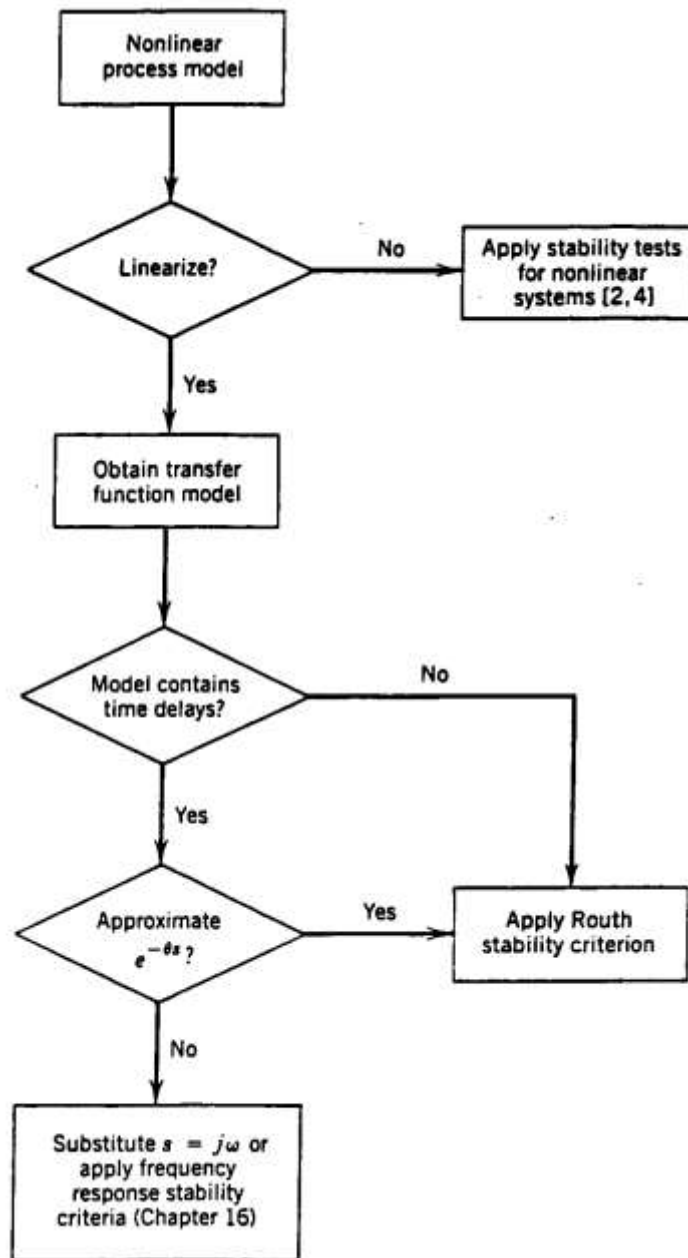 Nonlinear
process model
Linearize?
No
Apply stability tests
for nonlinear
systems [2, 4]
Yes
Obtain transfer
function model
Model contains
time delays?
No
Yes
Approximate
e^{-θs}?
Yes
Apply Routh
stability criterion
No
Substitute s = jω or
apply frequency
response stability
criteria (Chapter 16)